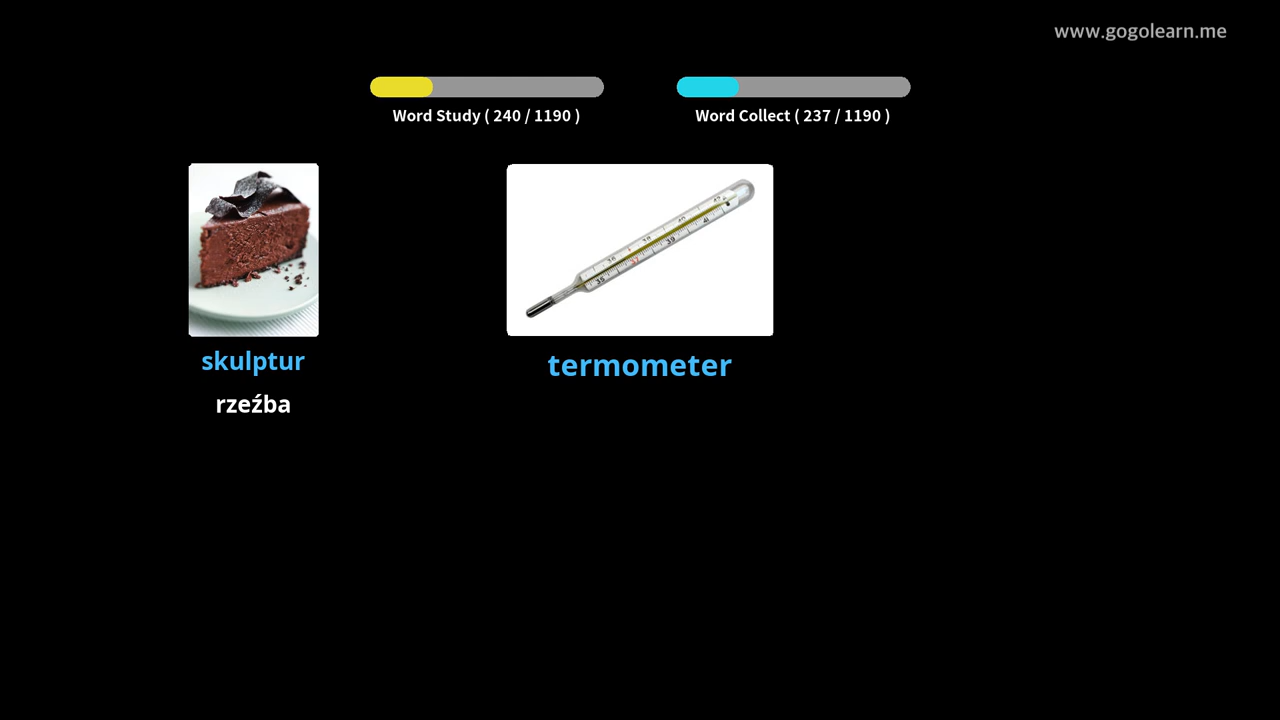 www.gogolearn.me
Word Study ( 240 / 1190 )
Word Collect ( 237 / 1190 )
skulptur
rzeźba
termometer